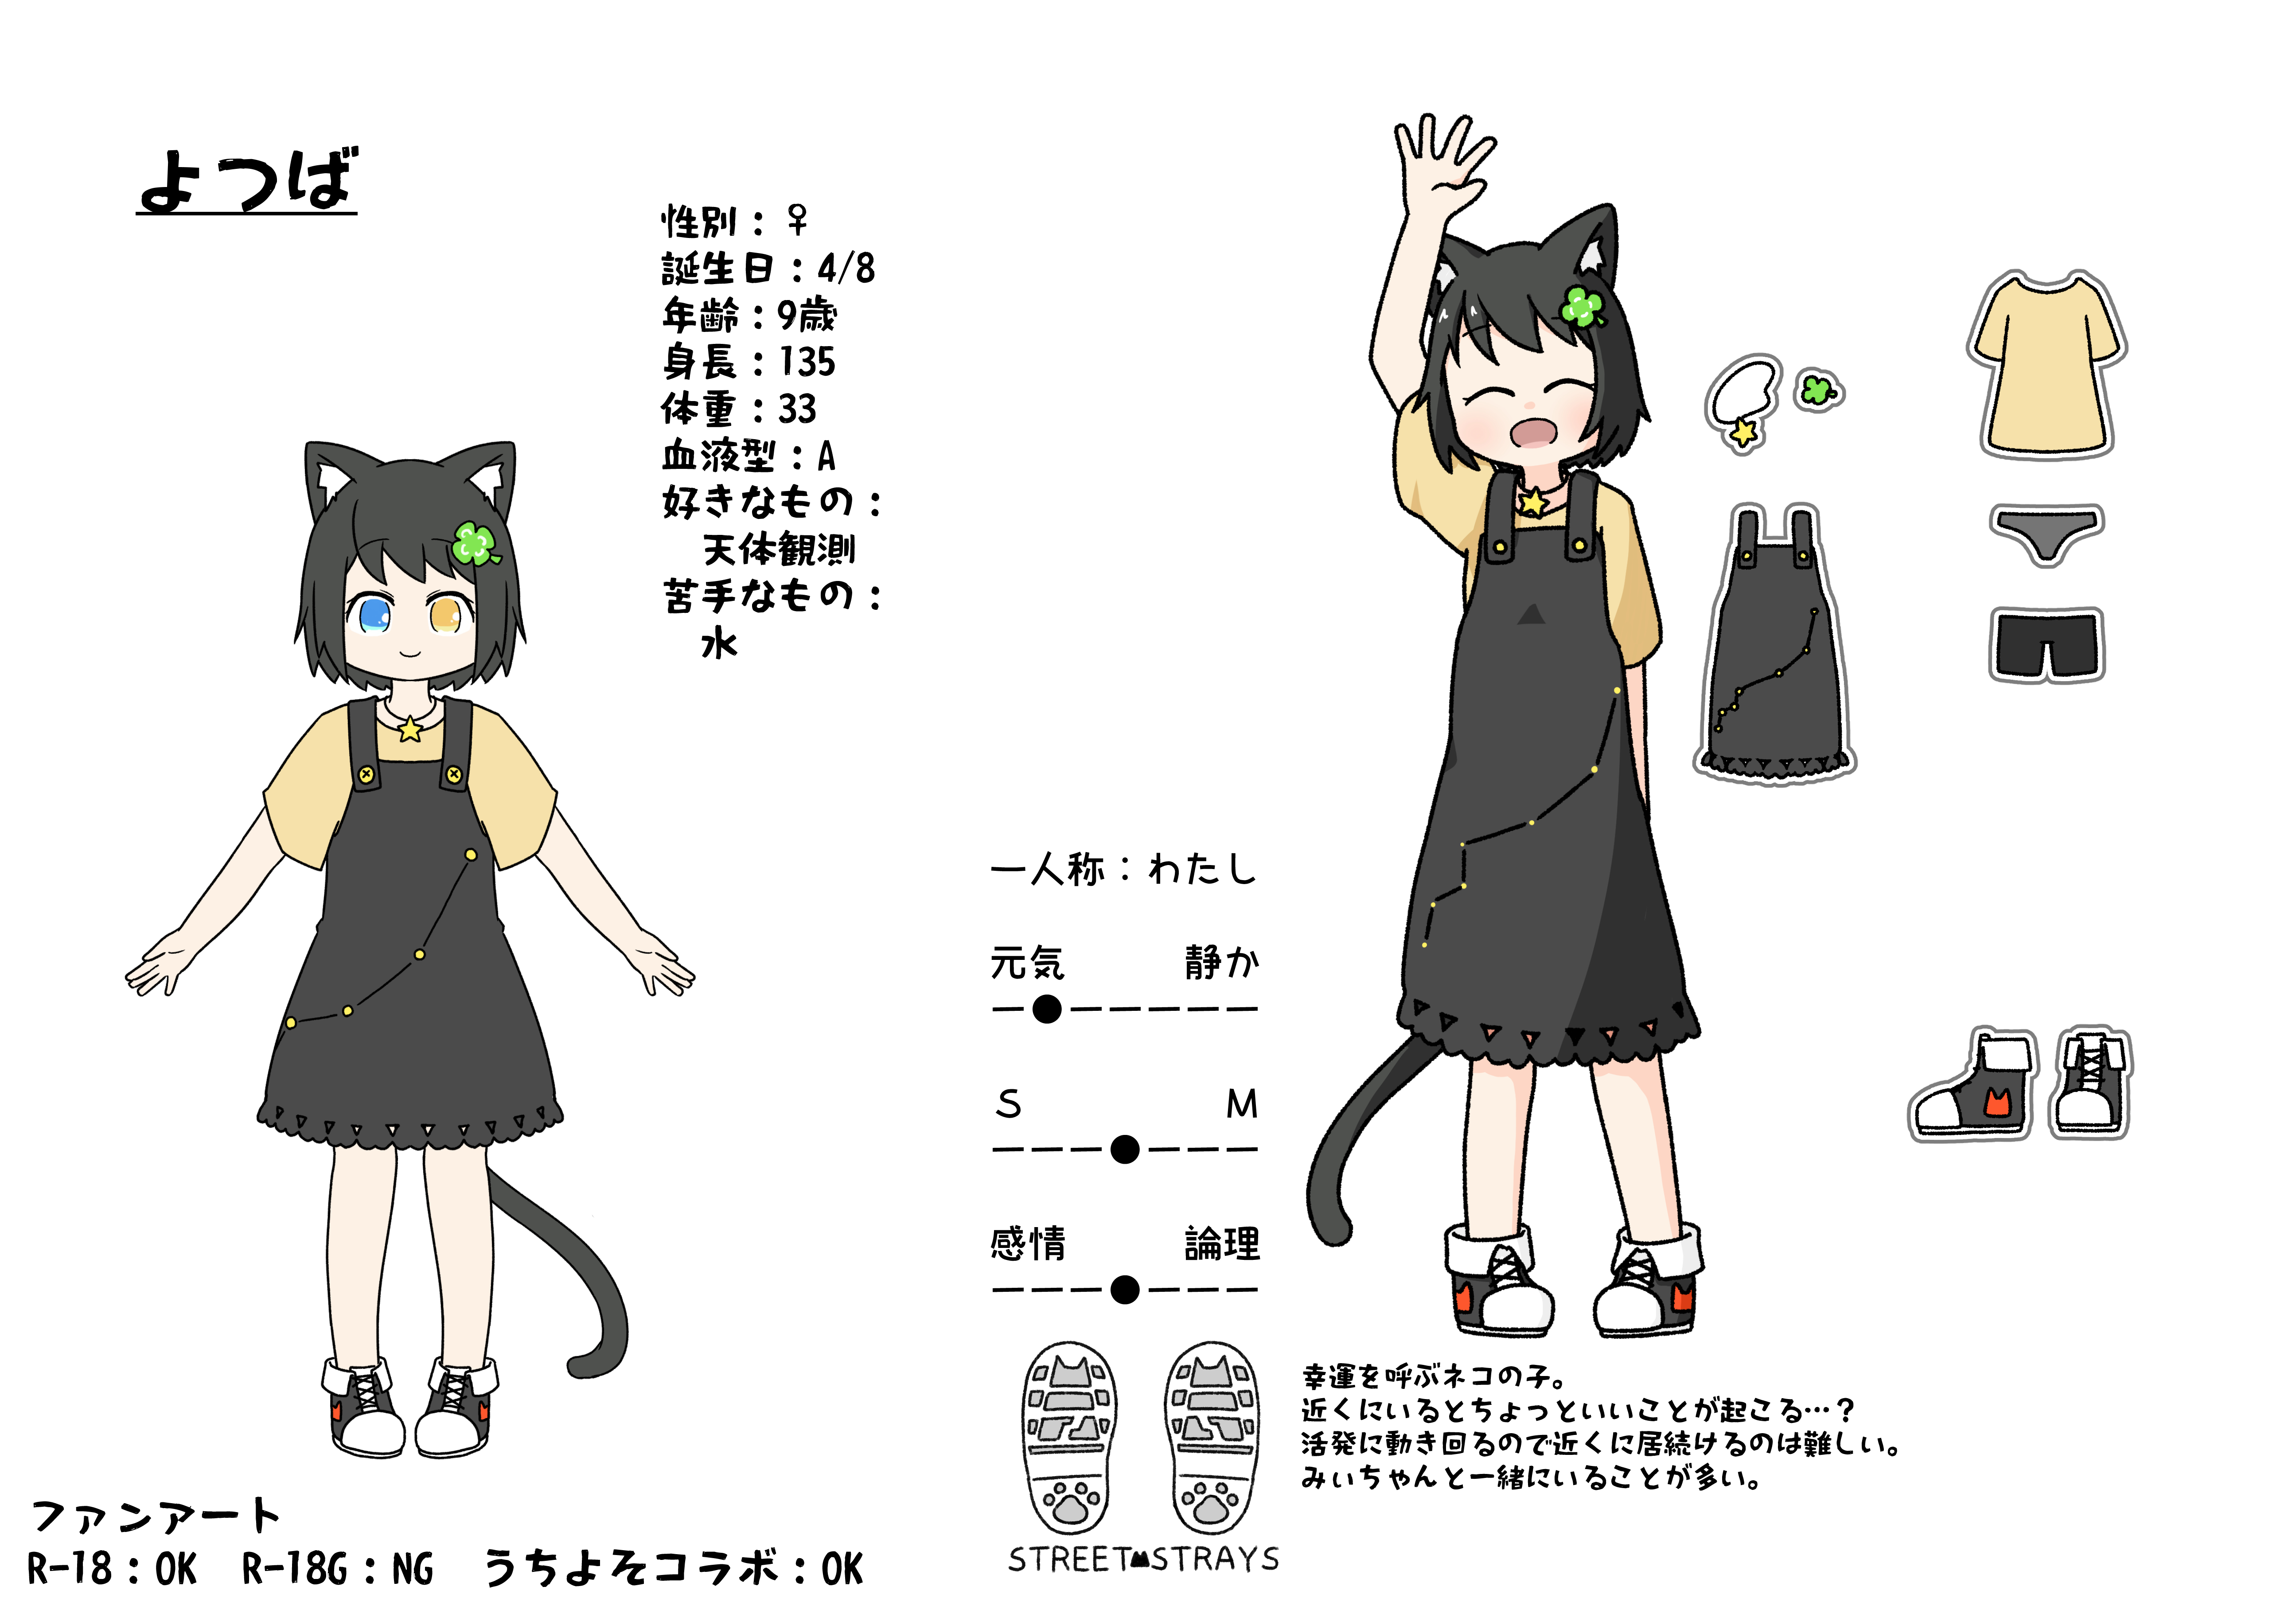 よつば
性別：♀
誕生日：4/8
年齢：9歳
身長：135
体重：33
血液型：A
好きなもの：
天体観測
苦手なもの：
水
一人称：わたし
元気 静か
S M
感情 論理
STREET STRAYS
幸運を呼ぶネコの子。
近くにいるとちょっといいことが起こる…？
活発に動き回るので近くに居続けるのは難しい。
みぃちゃんと一緒にいることが多い。
ファンアート
R-18：OK R-18G：NG うちよそコラボ：OK